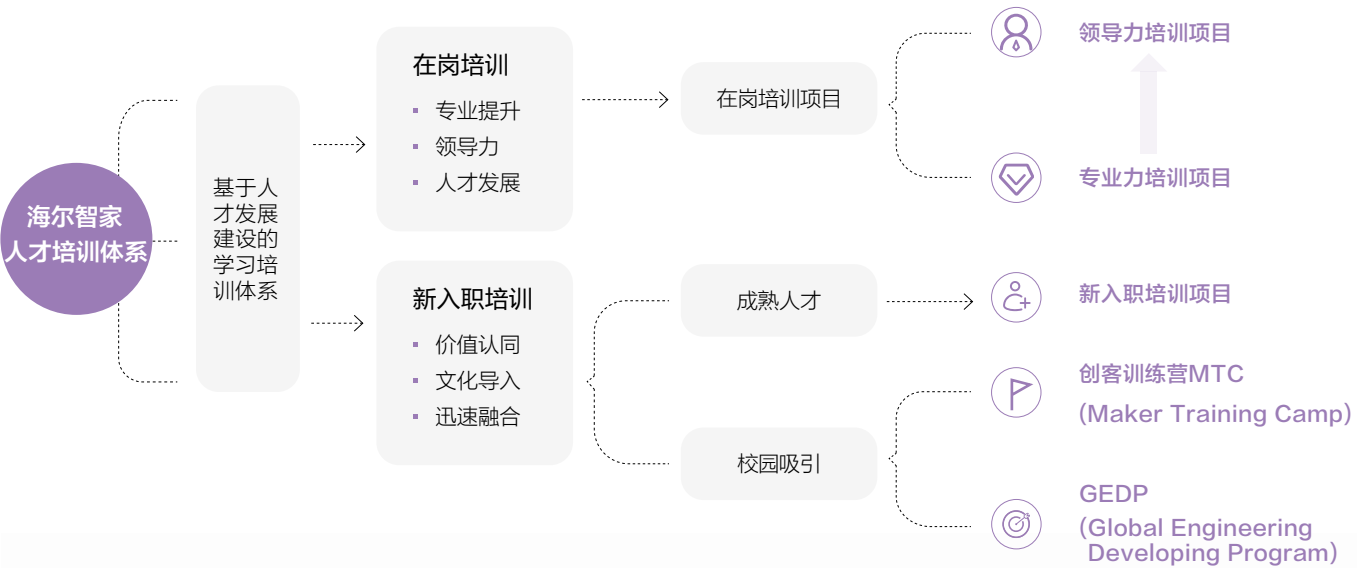 海尔智家
人才培训体系
基于人
才发展
建设的
学习培
训体系
在岗培训
▪ 专业提升
▪ 领导力
▪ 人才发展
在岗培训项目
领导力培训项目
专业力培训项目
新入职培训
▪ 价值认同
▪ 文化导入
▪ 迅速融合
成熟人才
新入职培训项目
校园吸引
创客训练营MTC
(Maker Training Camp)
GEDP
(Global Engineering
Developing Program)